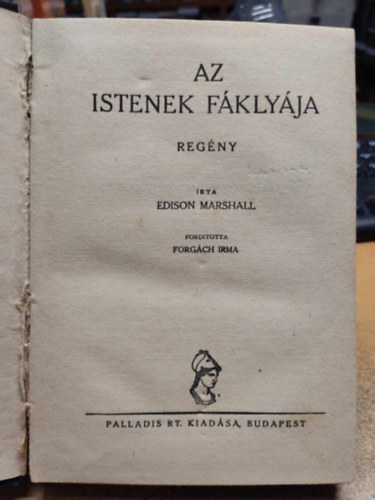 AZ
ISTENEK FÁKLYÁJA
REGÉNY
IRTA
EDISON MARSHALL
FORDITOTTA
FORGÁCH IRMA
PALLADIS RT. KIADÁSA, BUDAPEST